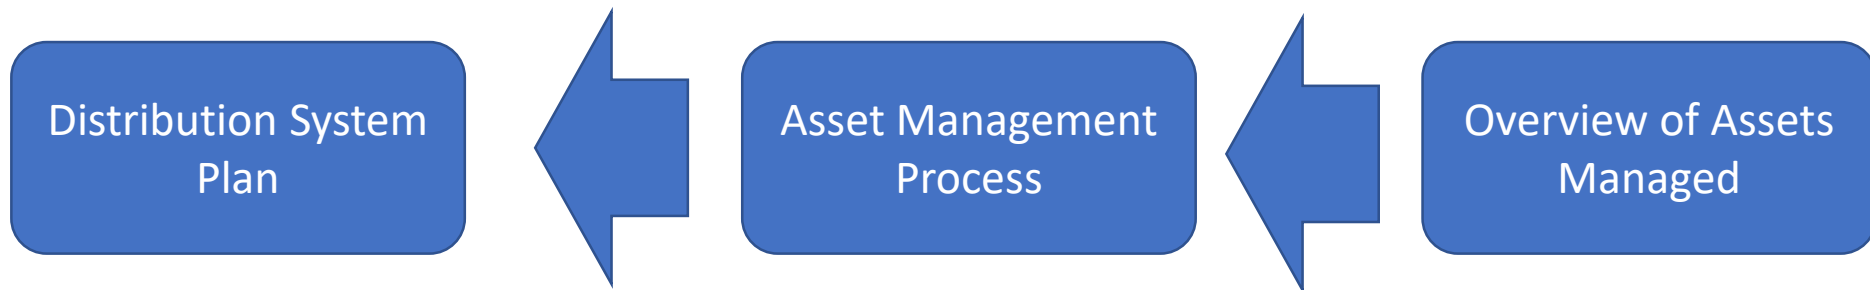 Distribution System
Plan
Asset Management
Process
Overview of Assets
Managed